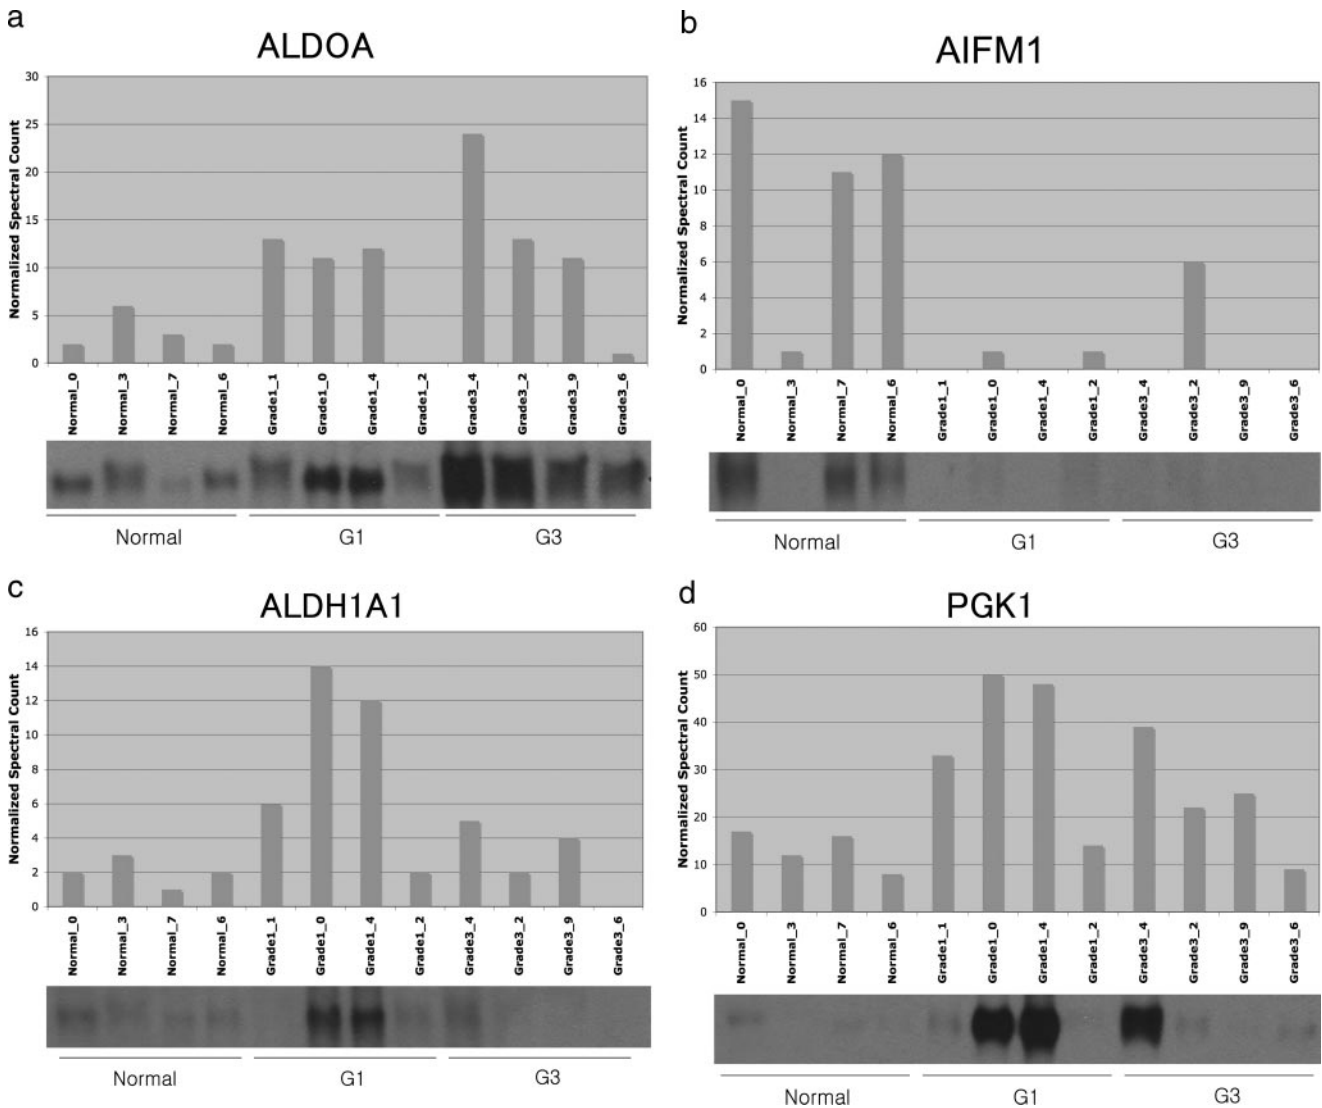 a
ALDOA
Normalized Spectral Count
30
25
20
15
10
5
0
Normal_0
Normal_3
Normal_7
Normal_6
Grade1_1
Grade1_0
Grade1_4
Grade1_2
Grade3_4
Grade3_2
Grade3_9
Grade3_6
Normal
G1
G3
b
AIFM1
Normalized Spectral Count
16
14
12
10
8
6
4
2
0
Normal_0
Normal_3
Normal_7
Normal_6
Grade1_1
Grade1_0
Grade1_4
Grade1_2
Grade3_4
Grade3_2
Grade3_9
Grade3_6
Normal
G1
G3
c
ALDH1A1
Normalized Spectral Count
16
14
12
10
8
6
4
2
0
Normal_0
Normal_3
Normal_7
Normal_6
Grade1_1
Grade1_0
Grade1_4
Grade1_2
Grade3_4
Grade3_2
Grade3_9
Grade3_6
Normal
G1
G3
d
PGK1
Normalized Spectral Count
60
50
40
30
20
10
0
Normal_0
Normal_3
Normal_7
Normal_6
Grade1_1
Grade1_0
Grade1_4
Grade1_2
Grade3_4
Grade3_2
Grade3_9
Grade3_6
Normal
G1
G3